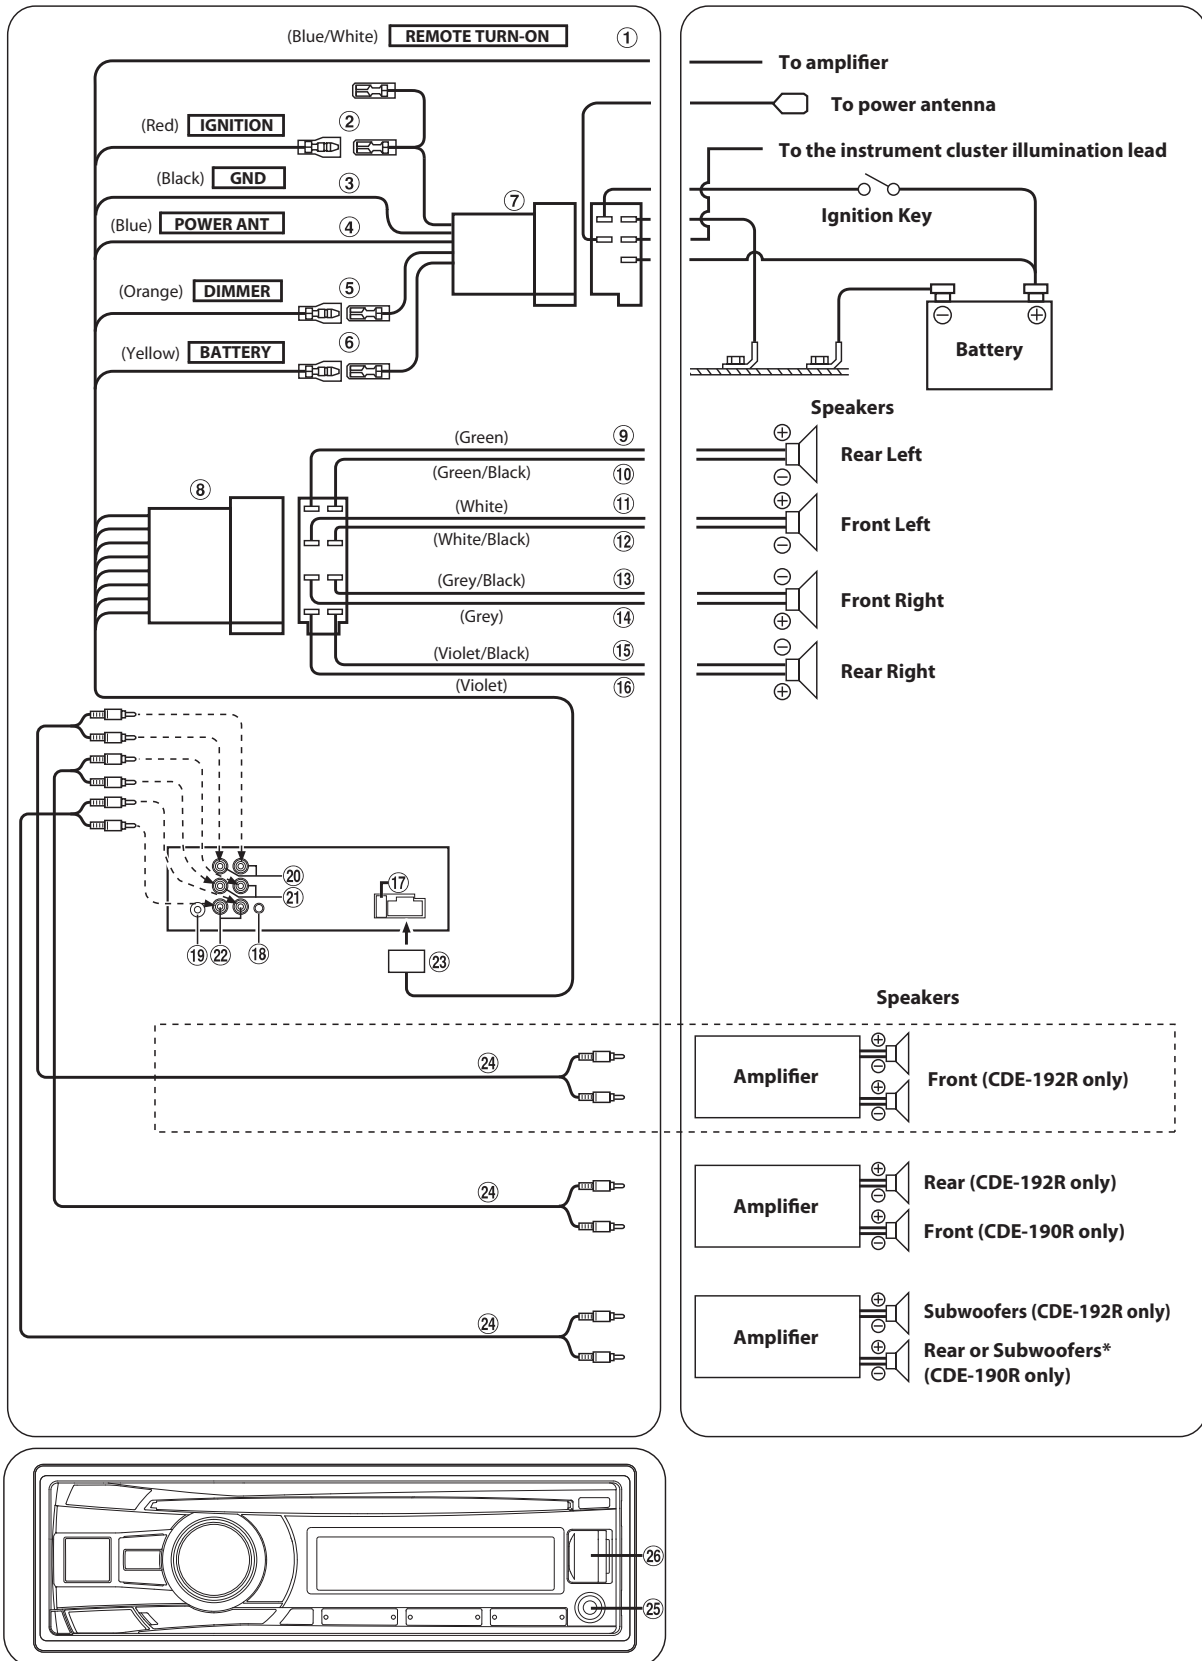 (Blue/White) REMOTE TURN-ON ①
To amplifier
To power antenna
(Red) IGNITION ②
To the instrument cluster illumination lead
(Black) GND ③
Ignition Key
(Blue) POWER ANT ④
⑦
(Orange) DIMMER ⑤
(Yellow) BATTERY ⑥
⊖ ⊕
Battery
Speakers
(Green) ⑨
(Green/Black) ⑩
⊕
⊖
Rear Left
⑧
(White) ⑪
(White/Black) ⑫
⊕
⊖
Front Left
(Grey/Black) ⑬
(Grey) ⑭
⊖
⊕
Front Right
(Violet/Black) ⑮
(Violet) ⑯
⊖
⊕
Rear Right
⑳
㉑
⑰
⑲ ㉒ ⑱
㉓
Speakers
㉔
Amplifier
⊕
⊖
⊕
⊖
Front (CDE-192R only)
㉔
Amplifier
⊕
⊖
Rear (CDE-192R only)
⊕
⊖
Front (CDE-190R only)
㉔
Amplifier
⊕
⊖
Subwoofers (CDE-192R only)
⊕
⊖
Rear or Subwoofers*
(CDE-190R only)
㉖
㉕